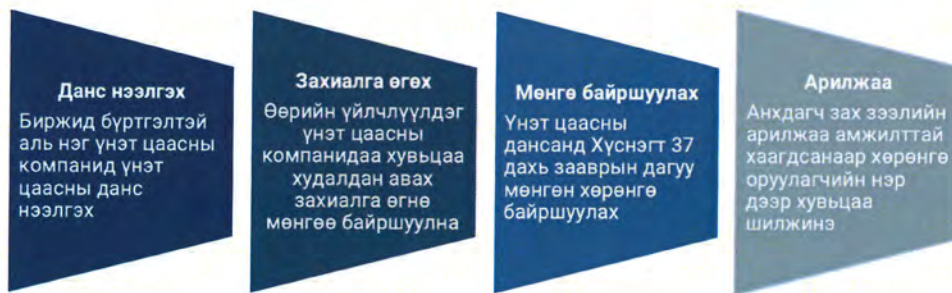 Данс нээлгэх
Биржид бүртгэлтэй
аль нэг үнэт цаасны
компанид үнэт
цаасны данс
нээлгэх
Захиалга өгөх
Өөрийн үйлчлүүлдэг
үнэт цаасны
компанидаа хувьцаа
худалдан авах
захиалга өгнө
мөнгөө байршуулна
Мөнгө байршуулах
Үнэт цаасны
дансанд Хүснэгт 37
дахь зааврын дагуу
мөнгөн хөрөнгө
байршуулах
Арилжаа
Анхдагч зах зээлийн
арилжаа амжилттай
хаагдсанаар хөрөнгө
оруулагчийн нэр
дээр хувьцаа
шилжинэ